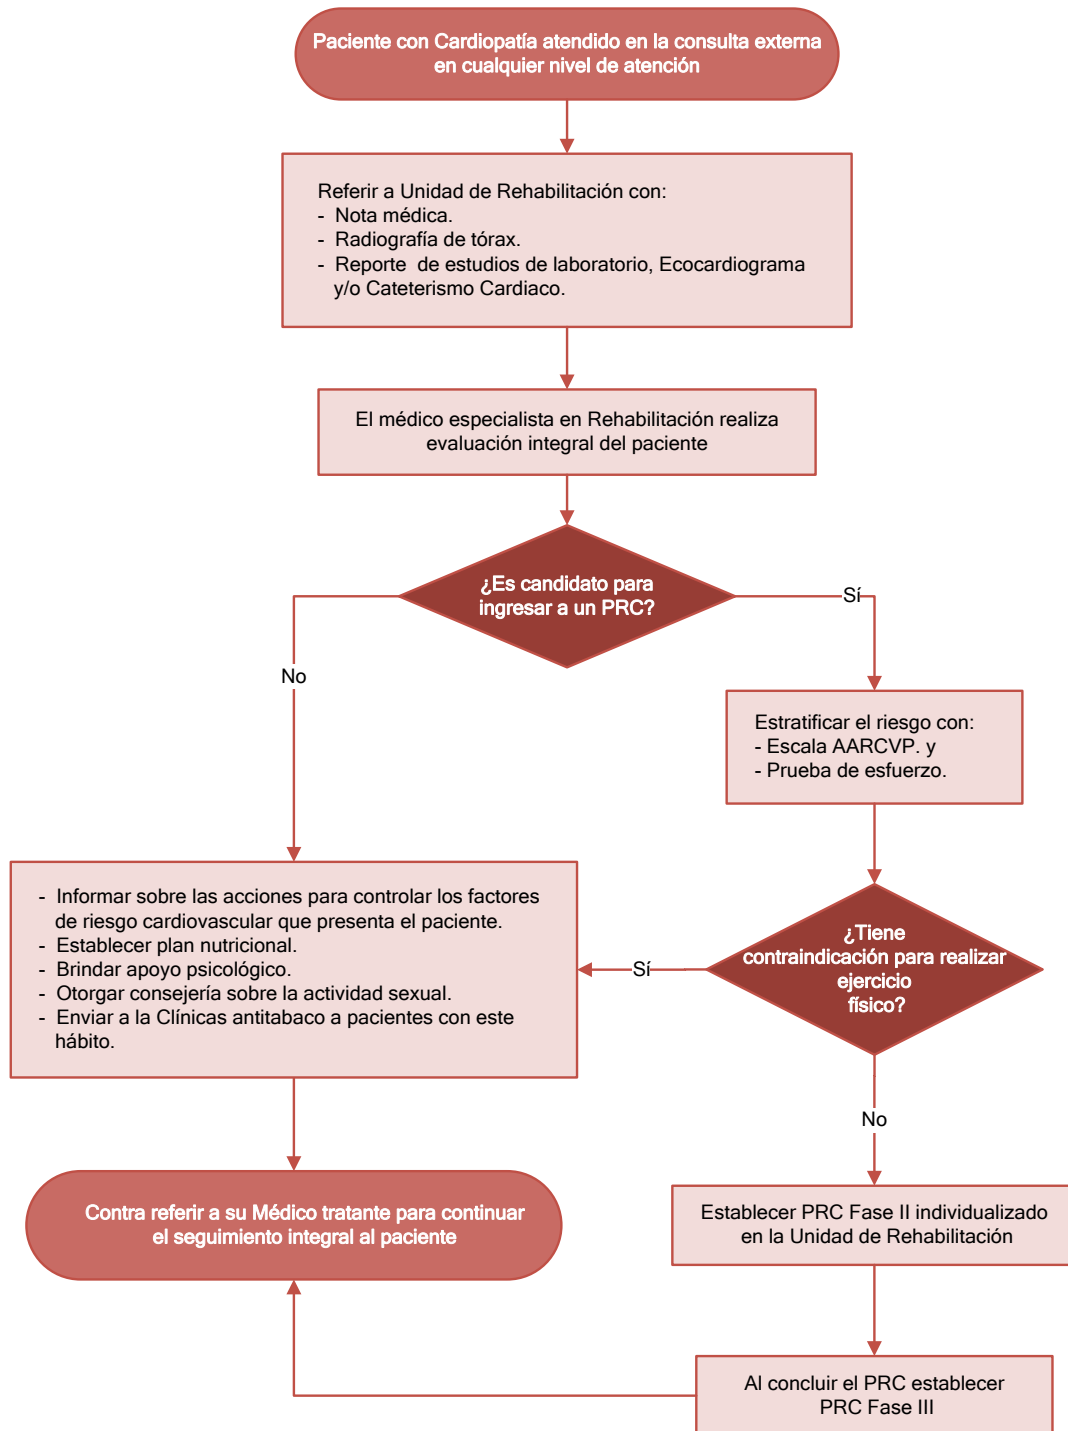 Paciente con Cardiopatía atendido en la consulta externa
en cualquier nivel de atención
Referir a Unidad de Rehabilitación con:
- Nota médica.
- Radiografía de tórax.
- Reporte de estudios de laboratorio, Ecocardiograma
y/o Cateterismo Cardiaco.
El médico especialista en Rehabilitación realiza
evaluación integral del paciente
¿Es candidato para
ingresar a un PRC?
Sí
No
Estratificar el riesgo con:
- Escala AARCVP. y
- Prueba de esfuerzo.
- Informar sobre las acciones para controlar los factores
de riesgo cardiovascular que presenta el paciente.
- Establecer plan nutricional.
- Brindar apoyo psicológico.
- Otorgar consejería sobre la actividad sexual.
- Enviar a la Clínicas antitabaco a pacientes con este
hábito.
¿Tiene
contraindicación para realizar
ejercicio
físico?
Sí
No
Contra referir a su Médico tratante para continuar
el seguimiento integral al paciente
Establecer PRC Fase II individualizado
en la Unidad de Rehabilitación
Al concluir el PRC establecer
PRC Fase III